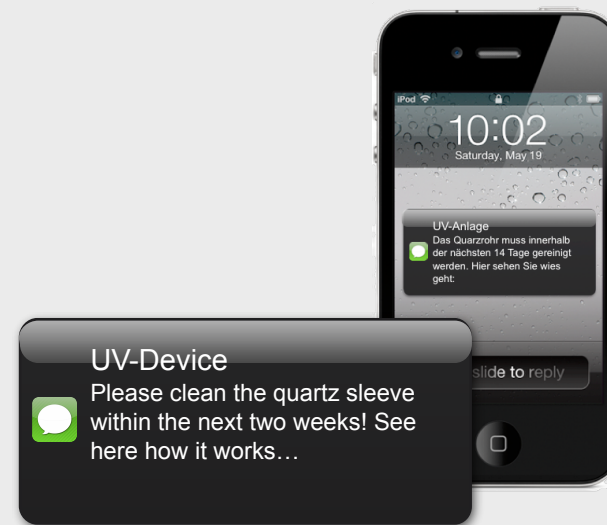 iPod
10:02
Saturday, May 19
UV-Anlage
Das Quarzrohr muss innerhalb
der nächsten 14 Tage gereinigt
werden. Hier sehen Sie wies
geht:
slide to reply
UV-Device
Please clean the quartz sleeve
within the next two weeks! See
here how it works…